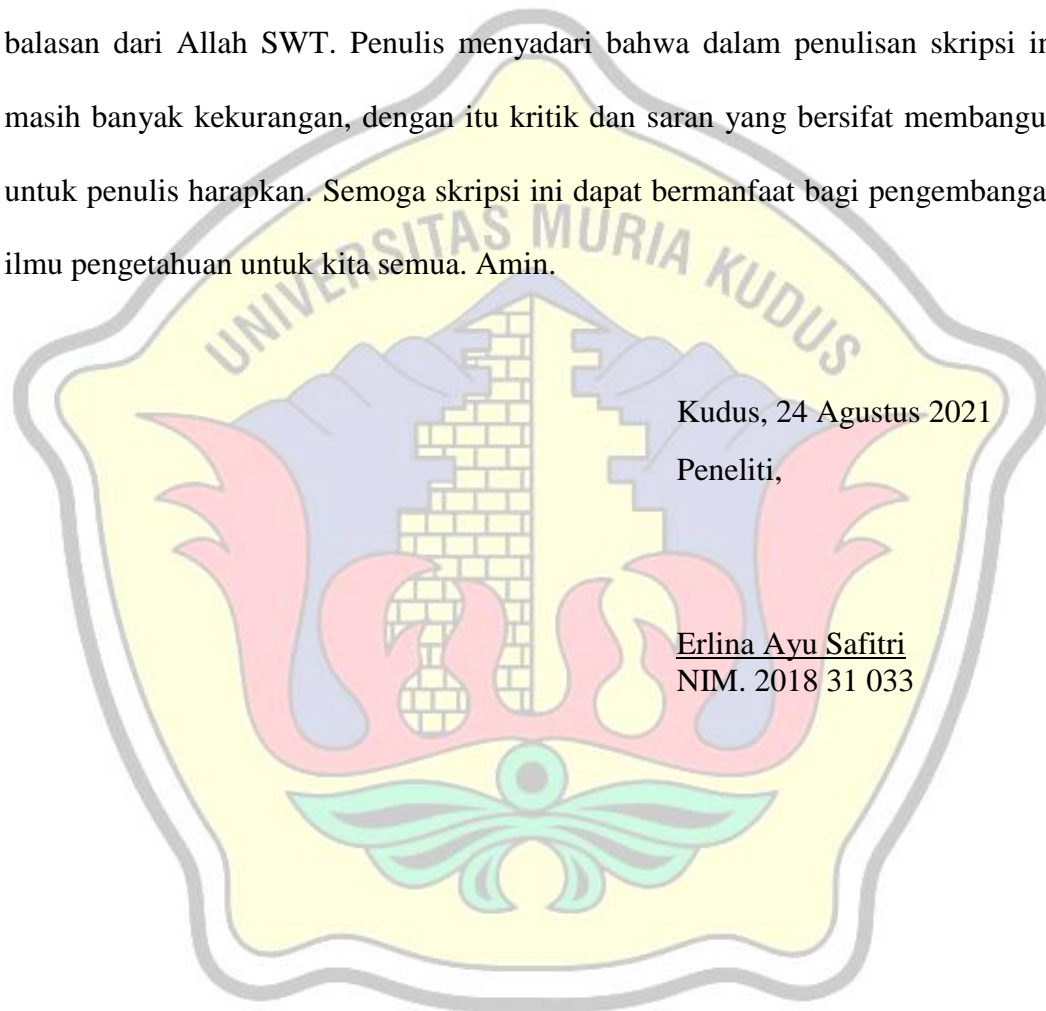 balasan dari Allah SWT. Penulis menyadari bahwa dalam penulisan skripsi in
masih banyak kekurangan, dengan itu kritik dan saran yang bersifat membangu
untuk penulis harapkan. Semoga skripsi ini dapat bermanfaat bagi pengembanga
ilmu pengetahuan untuk kita semua. Amin.
UNIVERSITAS MURIA KUDUS
Kudus, 24 Agustus 2021
Peneliti,
Erlina Ayu Safitri
NIM. 2018 31 033